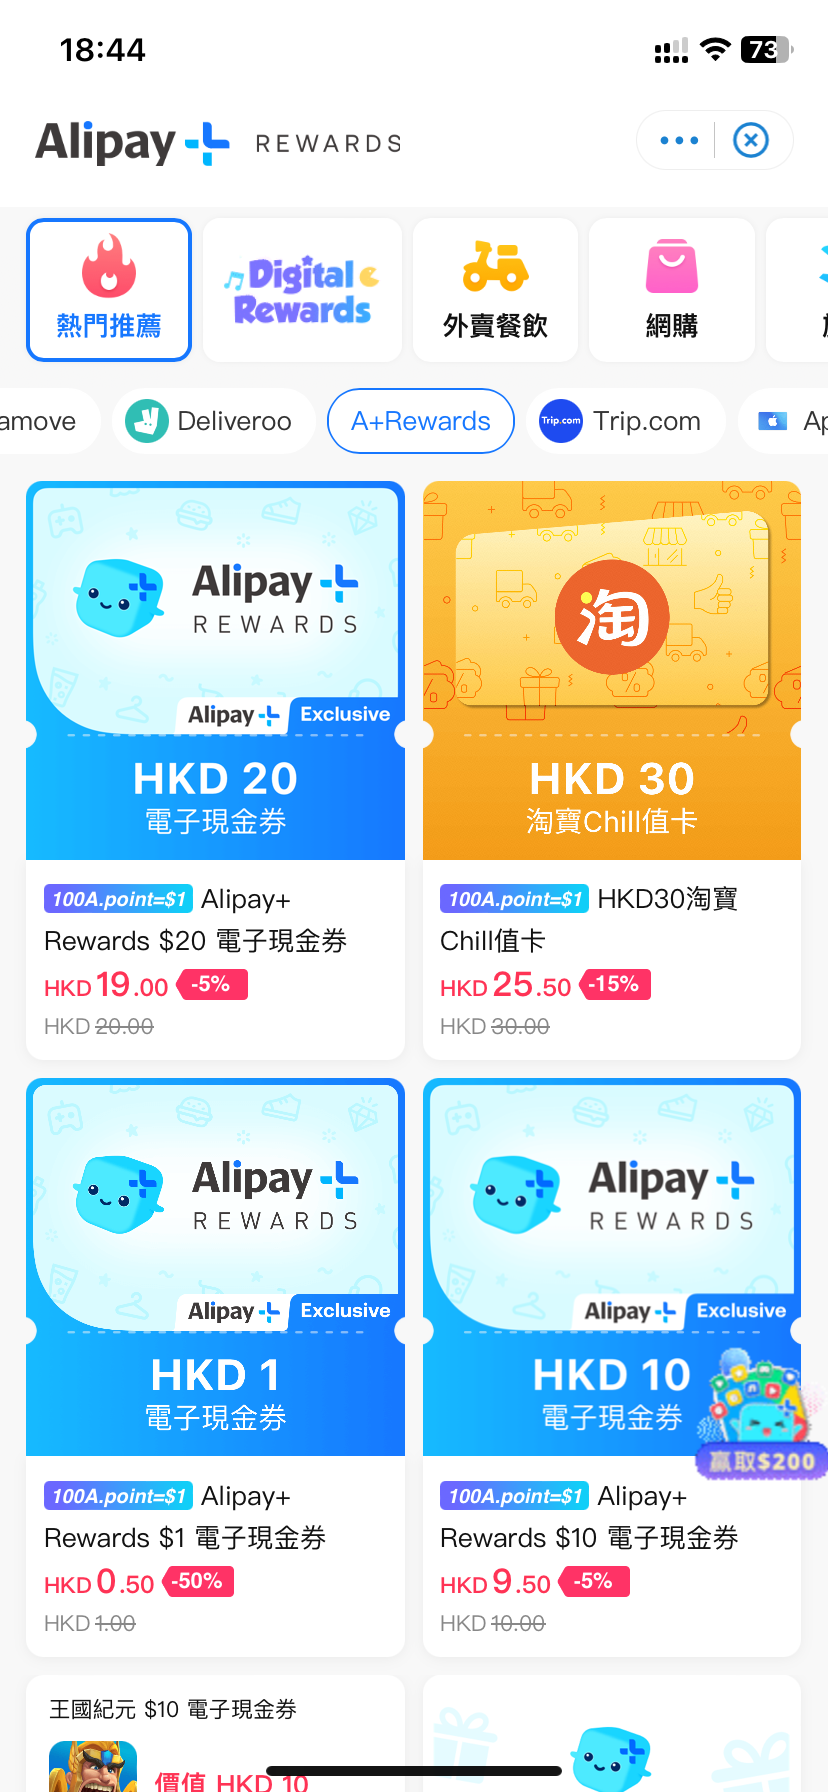 18:44
73
Alipay+ REWARDS
熱門推薦
Digital Rewards
外賣餐飲
網購
amove
Deliveroo
A+Rewards
Trip.com
Trip.com
Ap
Alipay+
REWARDS
Alipay+ Exclusive
HKD 20
電子現金券
100A.point=$1 Alipay+
Rewards $20 電子現金券
HKD 19.00 -5%
HKD 20.00
淘
HKD 30
淘寶Chill值卡
100A.point=$1 HKD30淘寶
Chill值卡
HKD 25.50 -15%
HKD 30.00
Alipay+
REWARDS
Alipay+ Exclusive
HKD 1
電子現金券
100A.point=$1 Alipay+
Rewards $1 電子現金券
HKD 0.50 -50%
HKD 1.00
Alipay+
REWARDS
Alipay+ Exclusive
HKD 10
電子現金券
贏取$200
100A.point=$1 Alipay+
Rewards $10 電子現金券
HKD 9.50 -5%
HKD 10.00
王國紀元 $10 電子現金券
價值 HKD 10